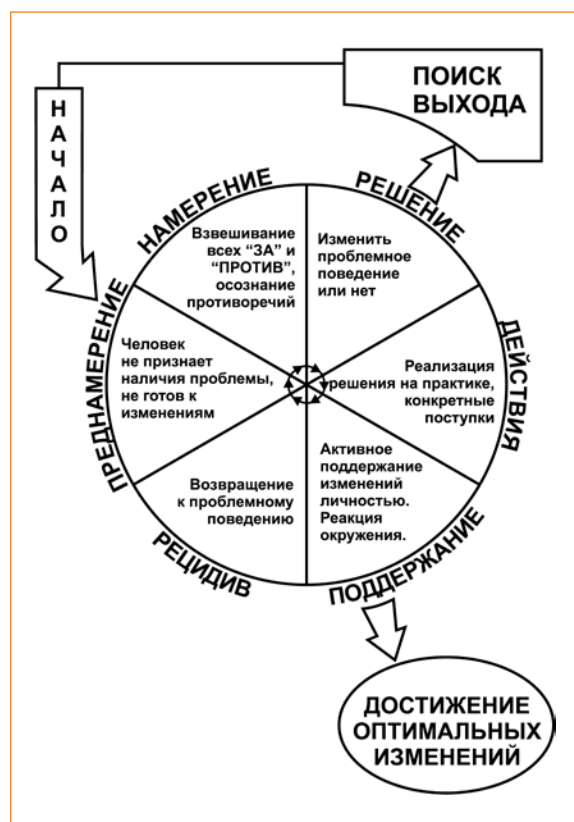 НАЧАЛО
ПОИСК
ВЫХОДА
НАМЕРЕНИЕ
Взвешивание
всех "ЗА" и
"ПРОТИВ",
осознание
противоречий
РЕШЕНИЕ
Изменить
проблемное
поведение
или нет
ПРЕДНАМЕРЕНИЕ
Человек
не признает
наличия проблемы,
не готов к
изменениям
ДЕЙСТВИЯ
Реализация
решения на практике,
конкретные
поступки
РЕЦИДИВ
Возвращение
к проблемному
поведению
ПОДДЕРЖАНИЕ
Активное
поддержание
изменений
личностью.
Реакция
окружения.
ДОСТИЖЕНИЕ
ОПТИМАЛЬНЫХ
ИЗМЕНЕНИЙ